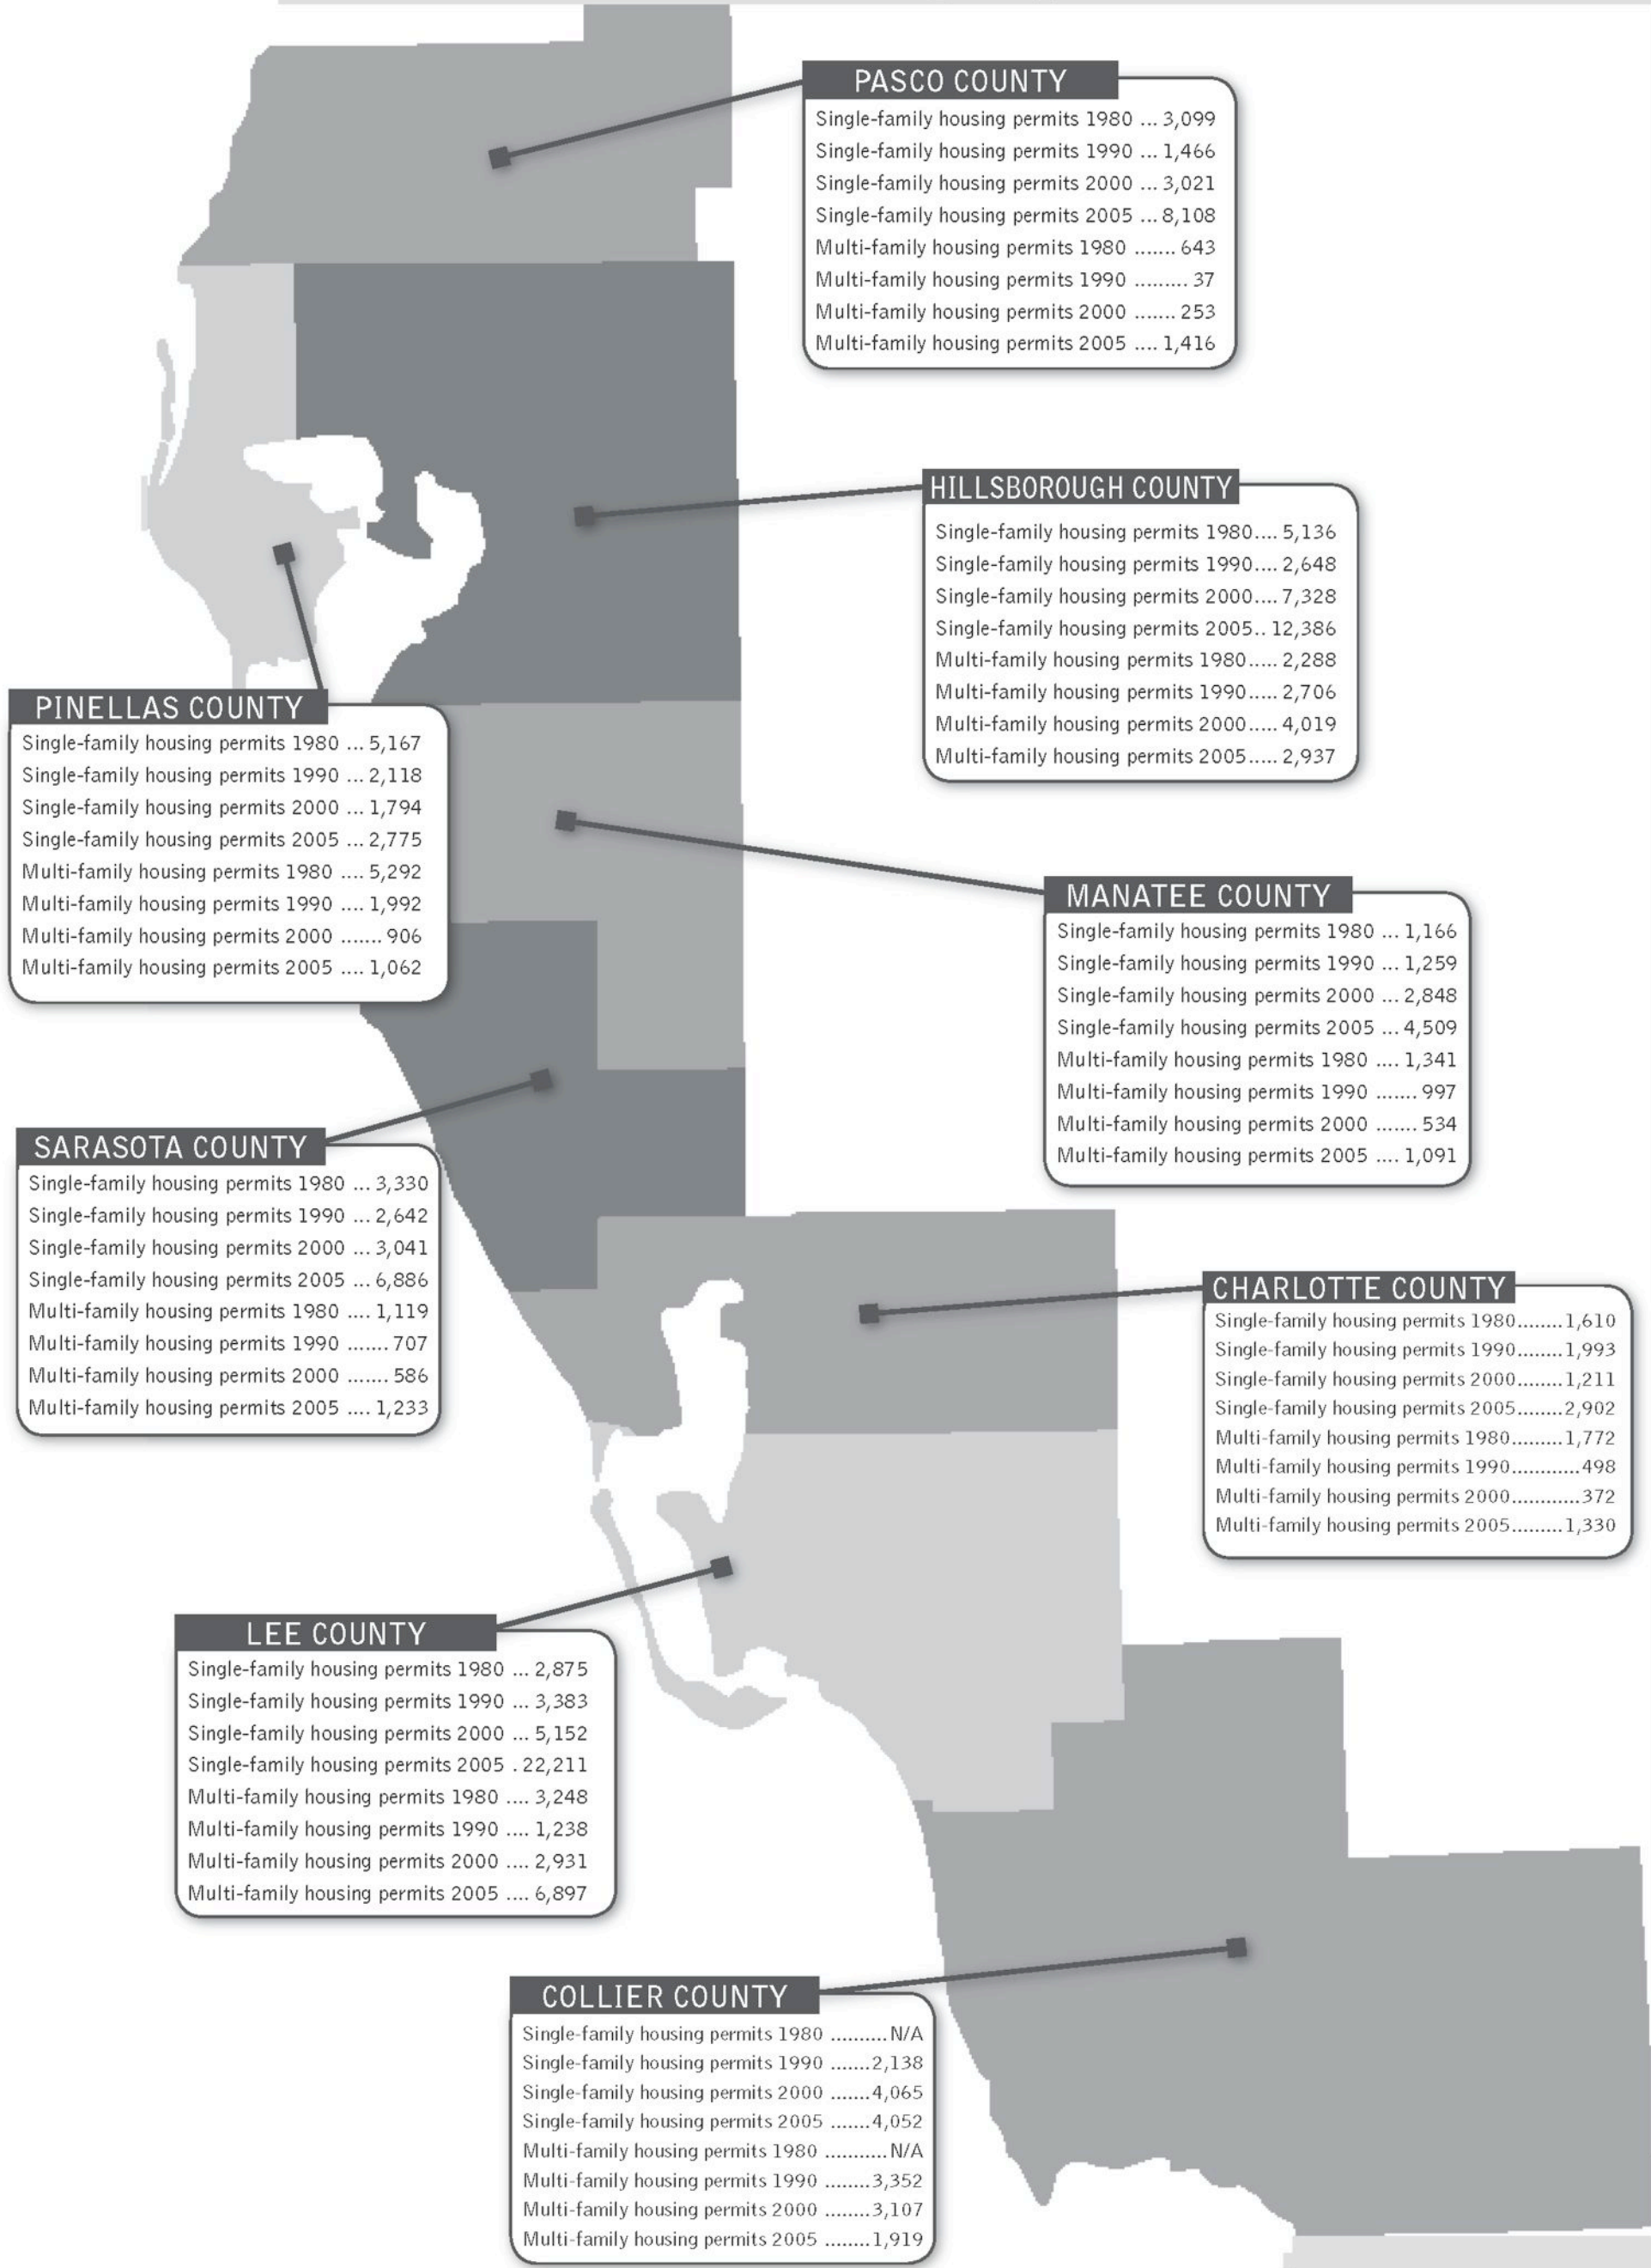 PASCO COUNTY
Single-family housing permits 1980 ... 3,099
Single-family housing permits 1990 ... 1,466
Single-family housing permits 2000 ... 3,021
Single-family housing permits 2005 ... 8,108
Multi-family housing permits 1980 ....... 643
Multi-family housing permits 1990 ......... 37
Multi-family housing permits 2000 ....... 253
Multi-family housing permits 2005 .... 1,416
HILLSBOROUGH COUNTY
Single-family housing permits 1980.... 5,136
Single-family housing permits 1990.... 2,648
Single-family housing permits 2000.... 7,328
Single-family housing permits 2005.. 12,386
Multi-family housing permits 1980..... 2,288
Multi-family housing permits 1990..... 2,706
Multi-family housing permits 2000..... 4,019
Multi-family housing permits 2005..... 2,937
PINELLAS COUNTY
Single-family housing permits 1980 ... 5,167
Single-family housing permits 1990 ... 2,118
Single-family housing permits 2000 ... 1,794
Single-family housing permits 2005 ... 2,775
Multi-family housing permits 1980 .... 5,292
Multi-family housing permits 1990 .... 1,992
Multi-family housing permits 2000 ....... 906
Multi-family housing permits 2005 .... 1,062
MANATEE COUNTY
Single-family housing permits 1980 ... 1,166
Single-family housing permits 1990 ... 1,259
Single-family housing permits 2000 ... 2,848
Single-family housing permits 2005 ... 4,509
Multi-family housing permits 1980 .... 1,341
Multi-family housing permits 1990 ....... 997
Multi-family housing permits 2000 ....... 534
Multi-family housing permits 2005 .... 1,091
SARASOTA COUNTY
Single-family housing permits 1980 ... 3,330
Single-family housing permits 1990 ... 2,642
Single-family housing permits 2000 ... 3,041
Single-family housing permits 2005 ... 6,886
Multi-family housing permits 1980 .... 1,119
Multi-family housing permits 1990 ....... 707
Multi-family housing permits 2000 ....... 586
Multi-family housing permits 2005 .... 1,233
CHARLOTTE COUNTY
Single-family housing permits 1980........1,610
Single-family housing permits 1990........1,993
Single-family housing permits 2000........1,211
Single-family housing permits 2005........2,902
Multi-family housing permits 1980.........1,772
Multi-family housing permits 1990............498
Multi-family housing permits 2000............372
Multi-family housing permits 2005.........1,330
LEE COUNTY
Single-family housing permits 1980 ... 2,875
Single-family housing permits 1990 ... 3,383
Single-family housing permits 2000 ... 5,152
Single-family housing permits 2005 . 22,211
Multi-family housing permits 1980 .... 3,248
Multi-family housing permits 1990 .... 1,238
Multi-family housing permits 2000 .... 2,931
Multi-family housing permits 2005 .... 6,897
COLLIER COUNTY
Single-family housing permits 1980 ..........N/A
Single-family housing permits 1990 .......2,138
Single-family housing permits 2000 .......4,065
Single-family housing permits 2005 .......4,052
Multi-family housing permits 1980 ...........N/A
Multi-family housing permits 1990 ........3,352
Multi-family housing permits 2000 ........3,107
Multi-family housing permits 2005 ........1,919